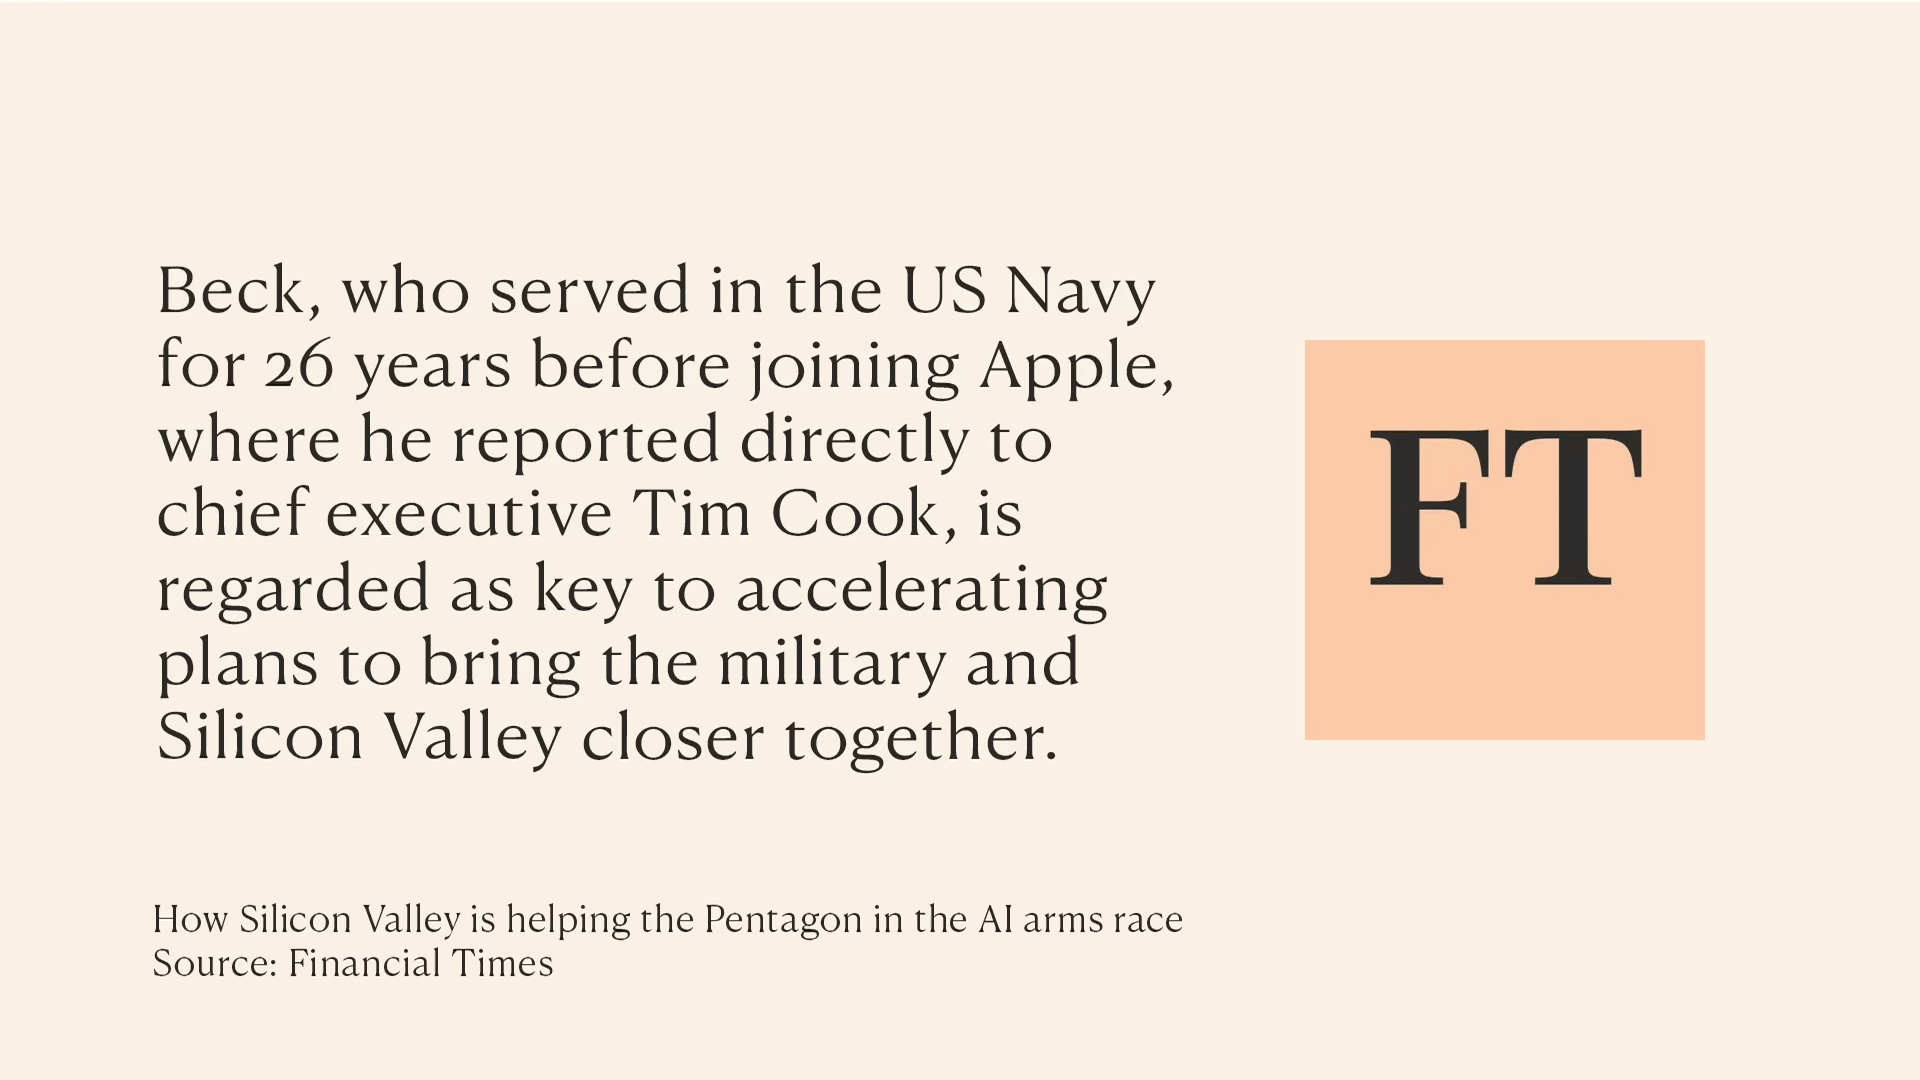 Beck, who served in the US Navy
for 26 years before joining Apple,
where he reported directly to
chief executive Tim Cook, is
regarded as key to accelerating
plans to bring the military and
Silicon Valley closer together.
FT
How Silicon Valley is helping the Pentagon in the AI arms race
Source: Financial Times